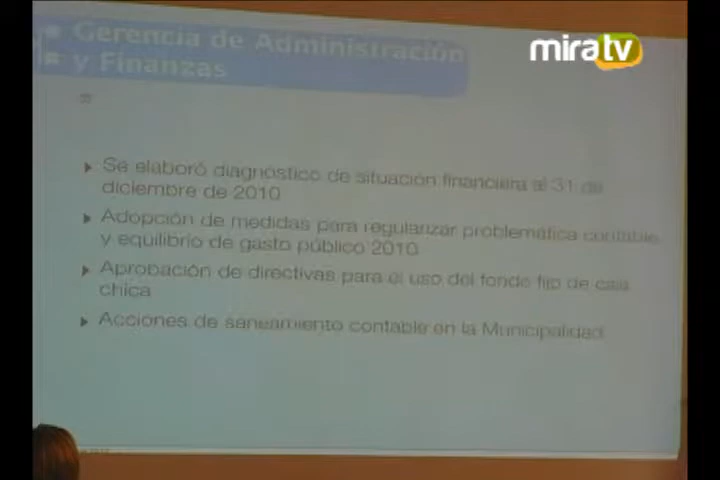 Gerencia de Administración
y Finanzas
miratv
Se elaboró diagnóstico de situación financiera al 31 de
diciembre de 2010
Adopción de medidas para regularizar problemática contable
y equilibrio de gasto público 2010
Aprobación de directivas para el uso del fondo fijo de caja
chica
Acciones de saneamiento contable en la Municipalidad